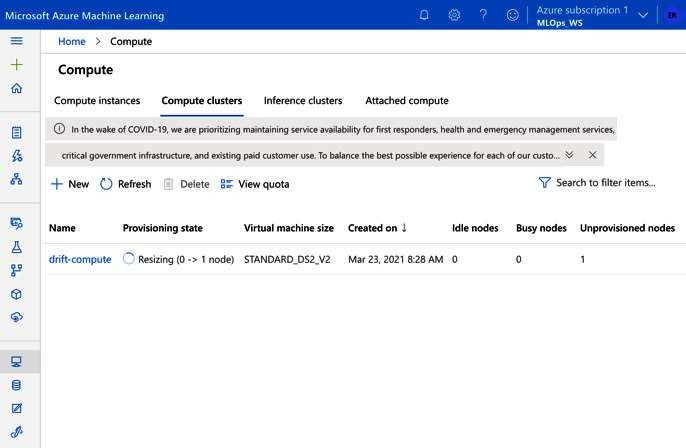 Microsoft Azure Machine Learning
Azure subscription 1
MLOps_WS
ER
Home > Compute
Compute
Compute instances Compute clusters Inference clusters Attached compute
In the wake of COVID-19, we are prioritizing maintaining service availability for first responders, health and emergency management services,
critical government infrastructure, and existing paid customer use. To balance the best possible experience for each of our custo...
New Refresh Delete View quota Search to filter items...
Name Provisioning state Virtual machine size Created on ↓ Idle nodes Busy nodes Unprovisioned nodes
drift-compute Resizing (0 -> 1 node) STANDARD_DS2_V2 Mar 23, 2021 8:28 AM 0 0 1